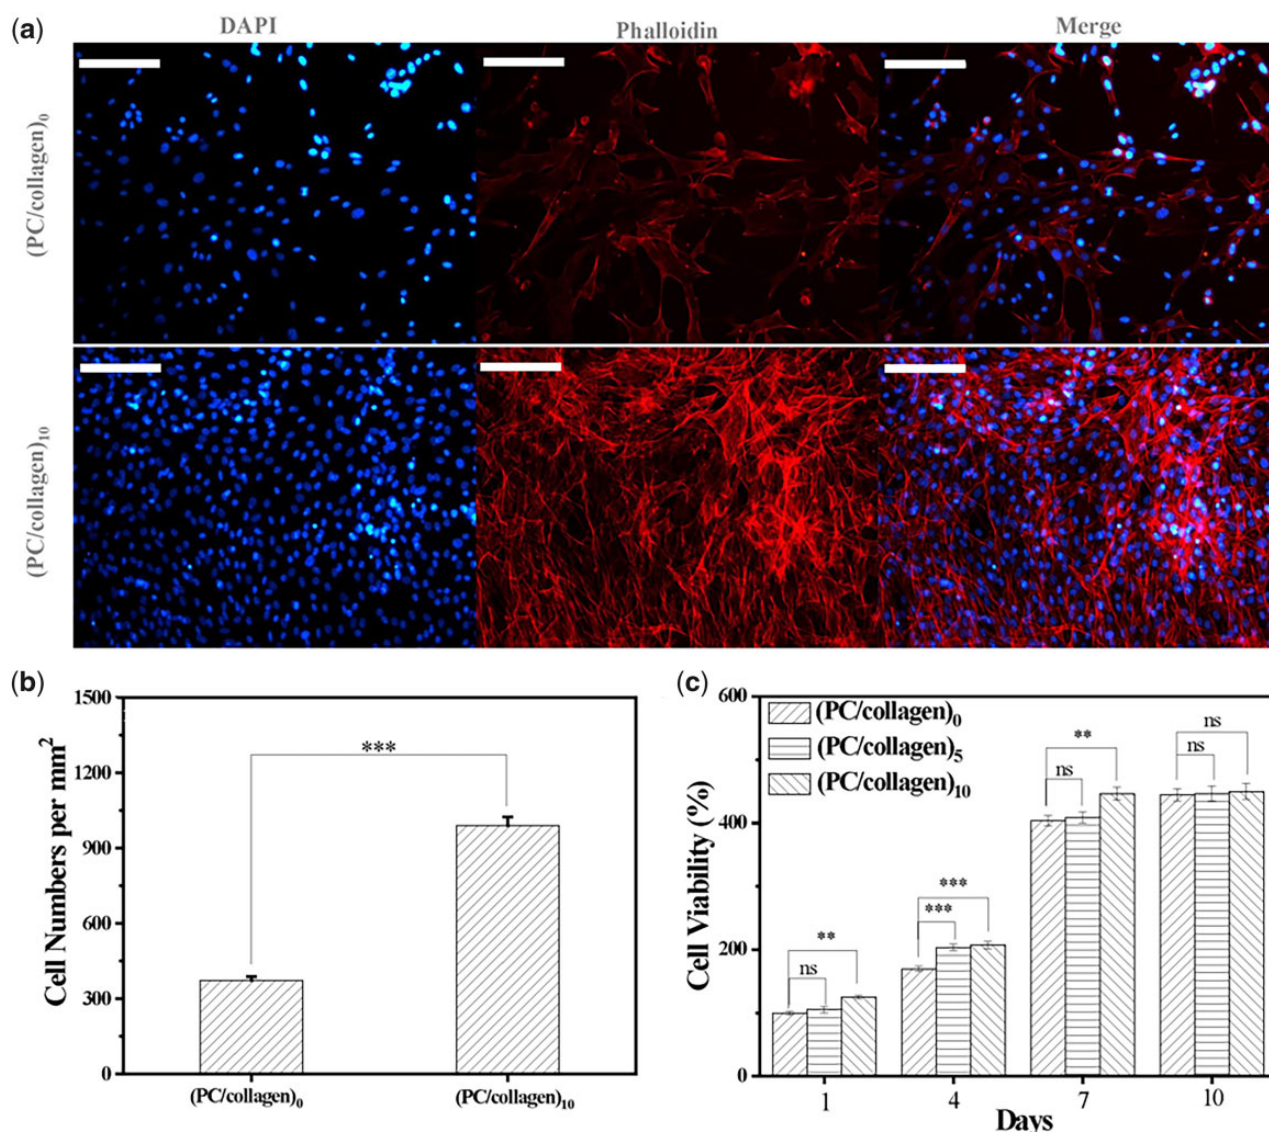 (a)
DAPI
Phalloidin
Merge
(PC/collagen)₀
(PC/collagen)₁₀
(b)
1500
1200
900
600
300
0
Cell Numbers per mm²
***
(PC/collagen)₀
(PC/collagen)₁₀
(c)
600
400
200
0
Cell Viability (%)
(PC/collagen)₀
(PC/collagen)₅
(PC/collagen)₁₀
**
ns
***
***
**
ns
ns
ns
1
4
7
10
Days